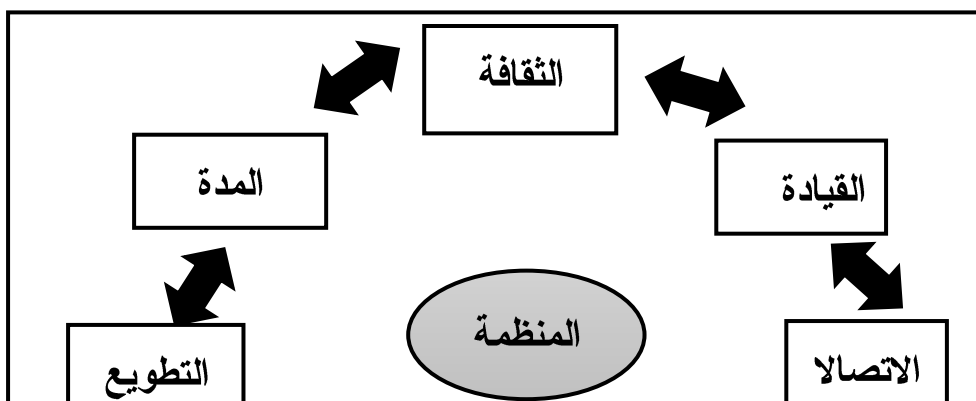 الثقافة
القيادة
المدة
المنظمة
الاتصالا
التطويع